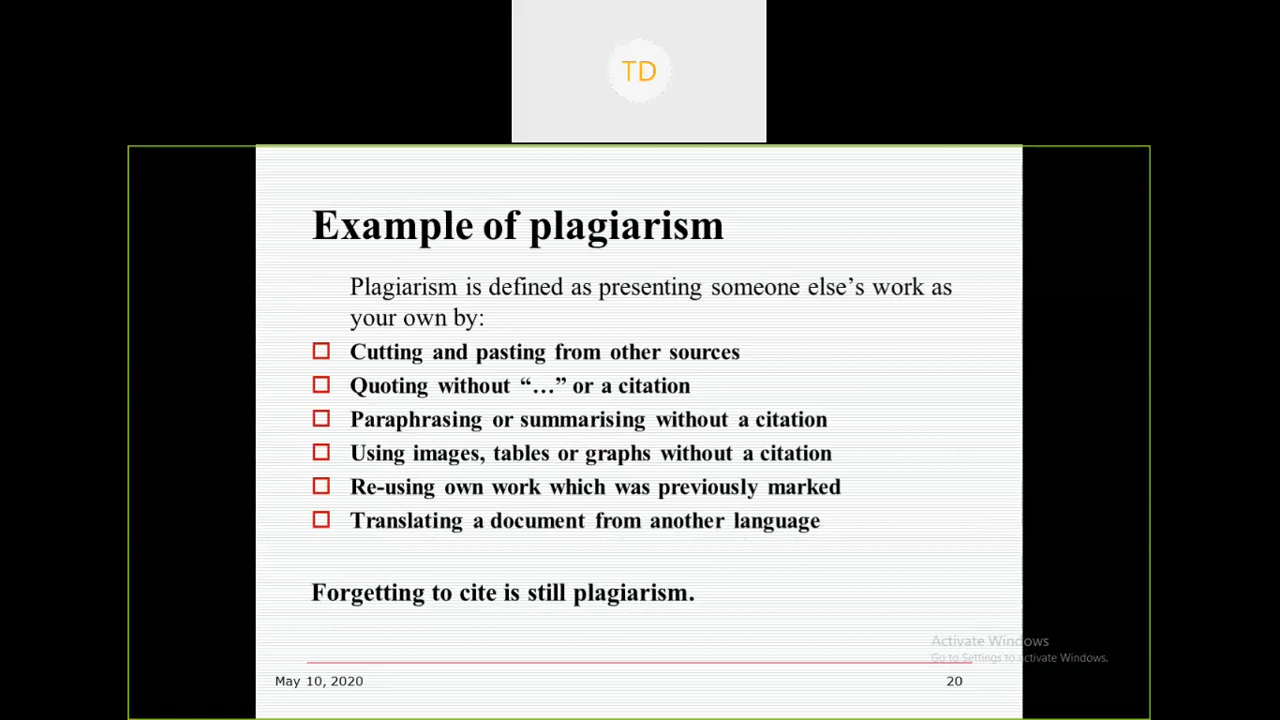 TD
Example of plagiarism
Plagiarism is defined as presenting someone else’s work as
your own by:
Cutting and pasting from other sources
Quoting without “…” or a citation
Paraphrasing or summarising without a citation
Using images, tables or graphs without a citation
Re-using own work which was previously marked
Translating a document from another language
Forgetting to cite is still plagiarism.
Activate Windows
Go to Settings to activate Windows.
May 10, 2020
20